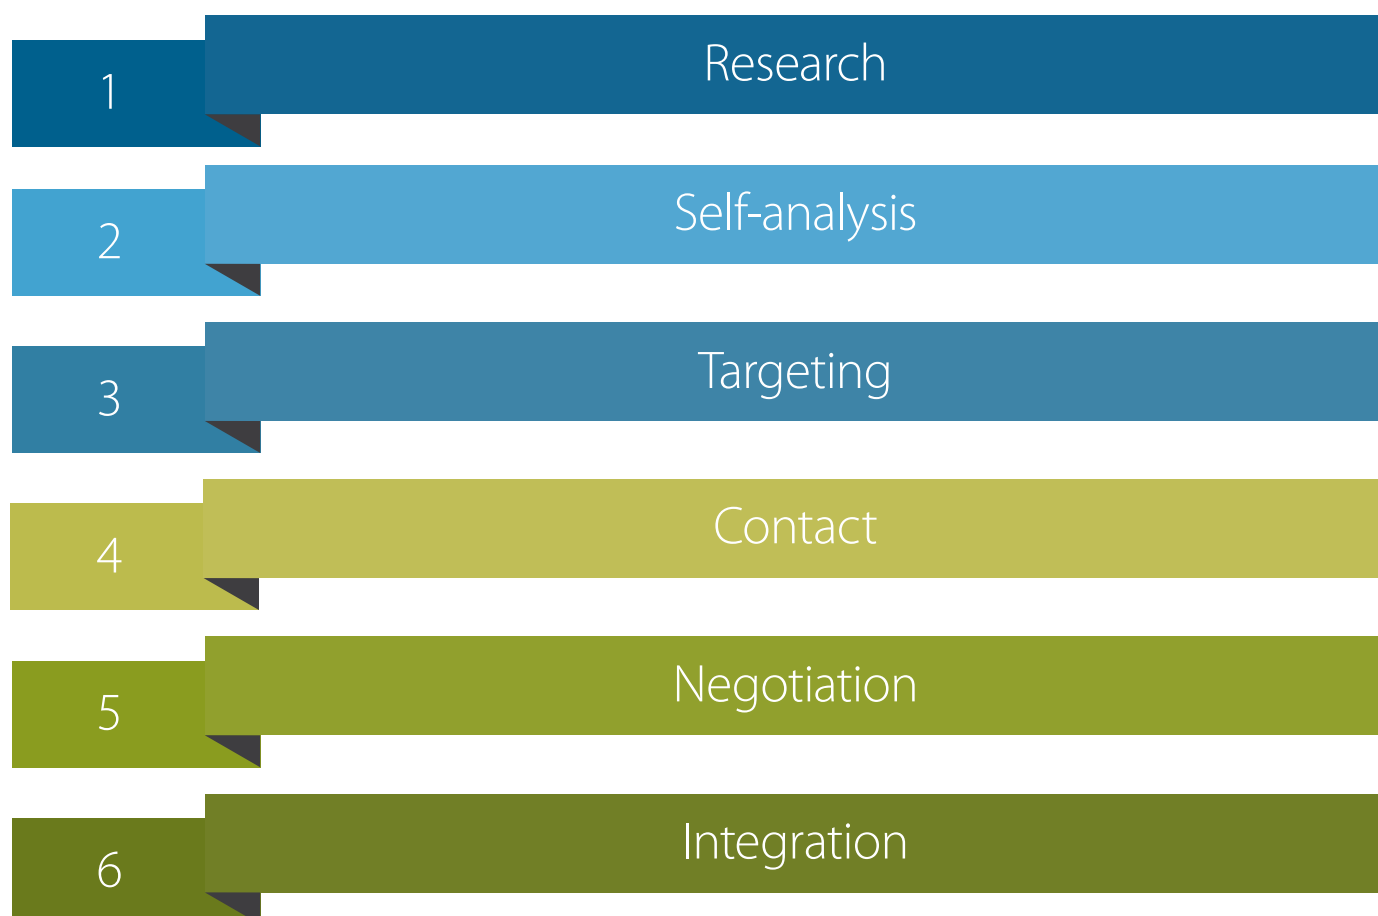 1
Research
2
Self-analysis
3
Targeting
4
Contact
5
Negotiation
6
Integration